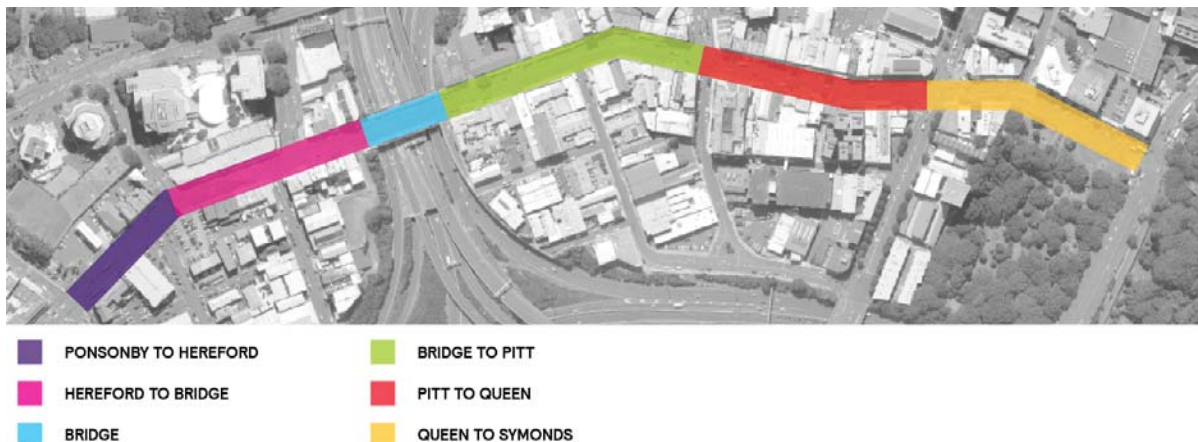 PONSONBY TO HEREFORD
HEREFORD TO BRIDGE
BRIDGE
BRIDGE TO PITT
PITT TO QUEEN
QUEEN TO SYMONDS